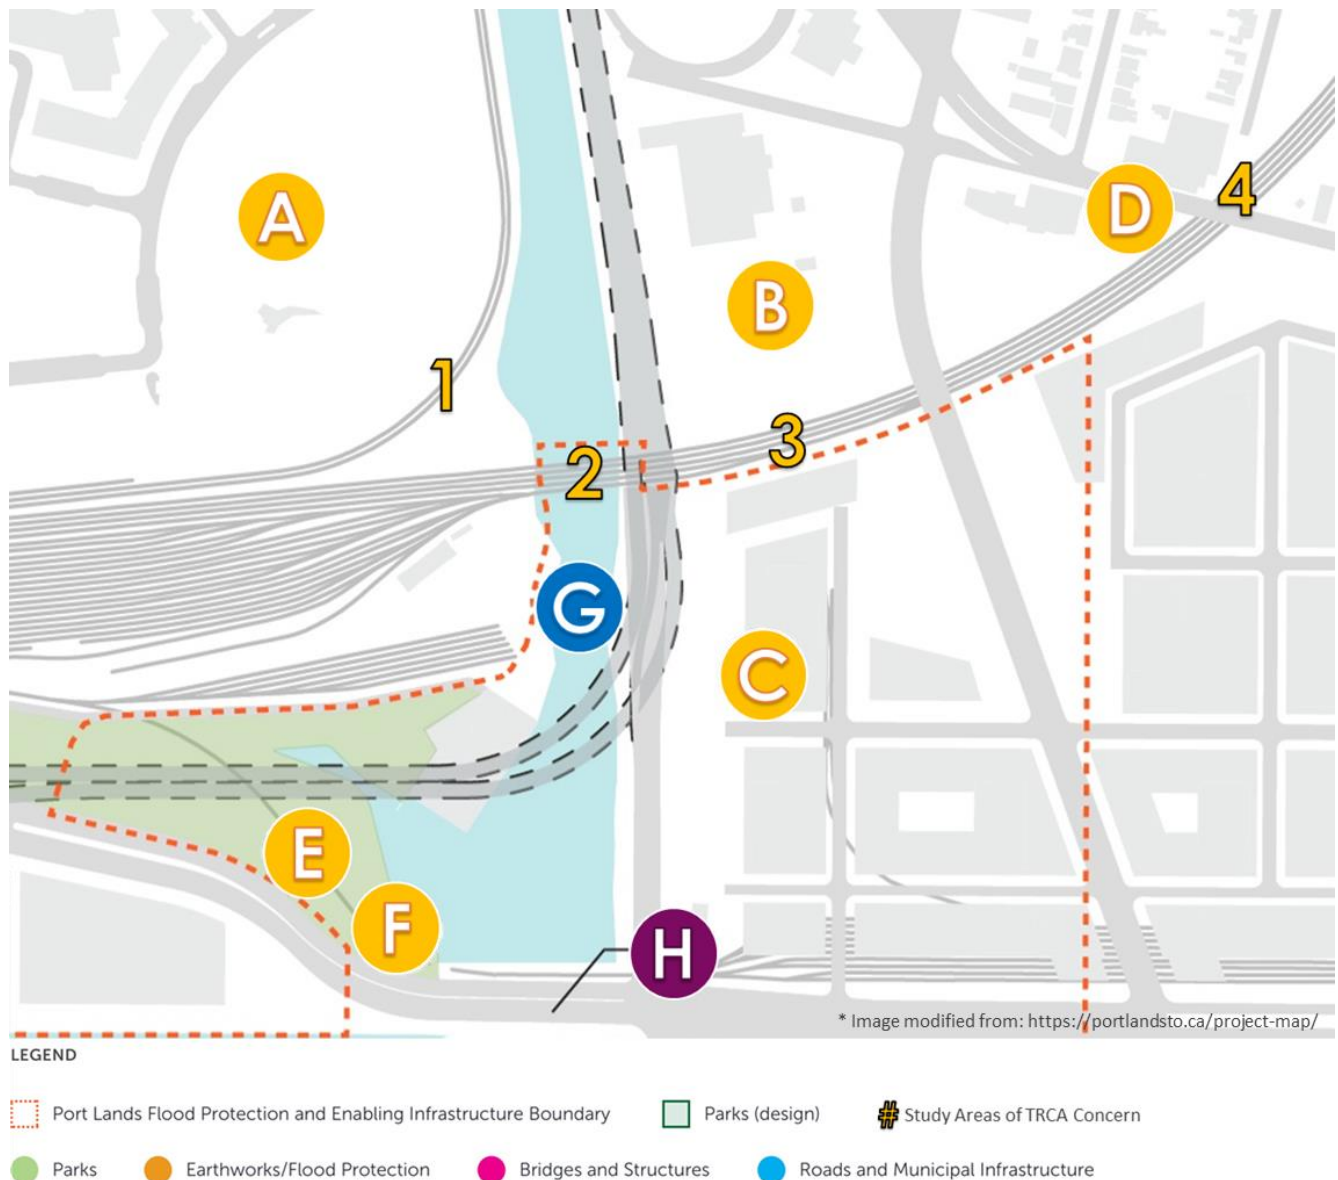 A
B
D
4
1
2
3
G
C
E
F
H
* Image modified from: https://portlandsto.ca/project-map/
LEGEND
Port Lands Flood Protection and Enabling Infrastructure Boundary
Parks (design)
# Study Areas of TRCA Concern
Parks
Earthworks/Flood Protection
Bridges and Structures
Roads and Municipal Infrastructure